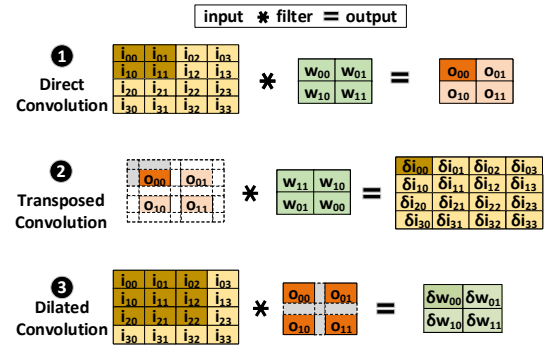 input * filter = output
1
Direct
Convolution
i00 i01 i02 i03
i10 i11 i12 i13
i20 i21 i22 i23
i30 i31 i32 i33
*
w00 w01
w10 w11
=
o00 o01
o10 o11
2
Transposed
Convolution
o00 o01
o10 o11
*
w11 w10
w01 w00
=
δi00 δi01 δi02 δi03
δi10 δi11 δi12 δi13
δi20 δi21 δi22 δi23
δi30 δi31 δi32 δi33
3
Dilated
Convolution
i00 i01 i02 i03
i10 i11 i12 i13
i20 i21 i22 i23
i30 i31 i32 i33
*
o00 o01
o10 o11
=
δw00 δw01
δw10 δw11